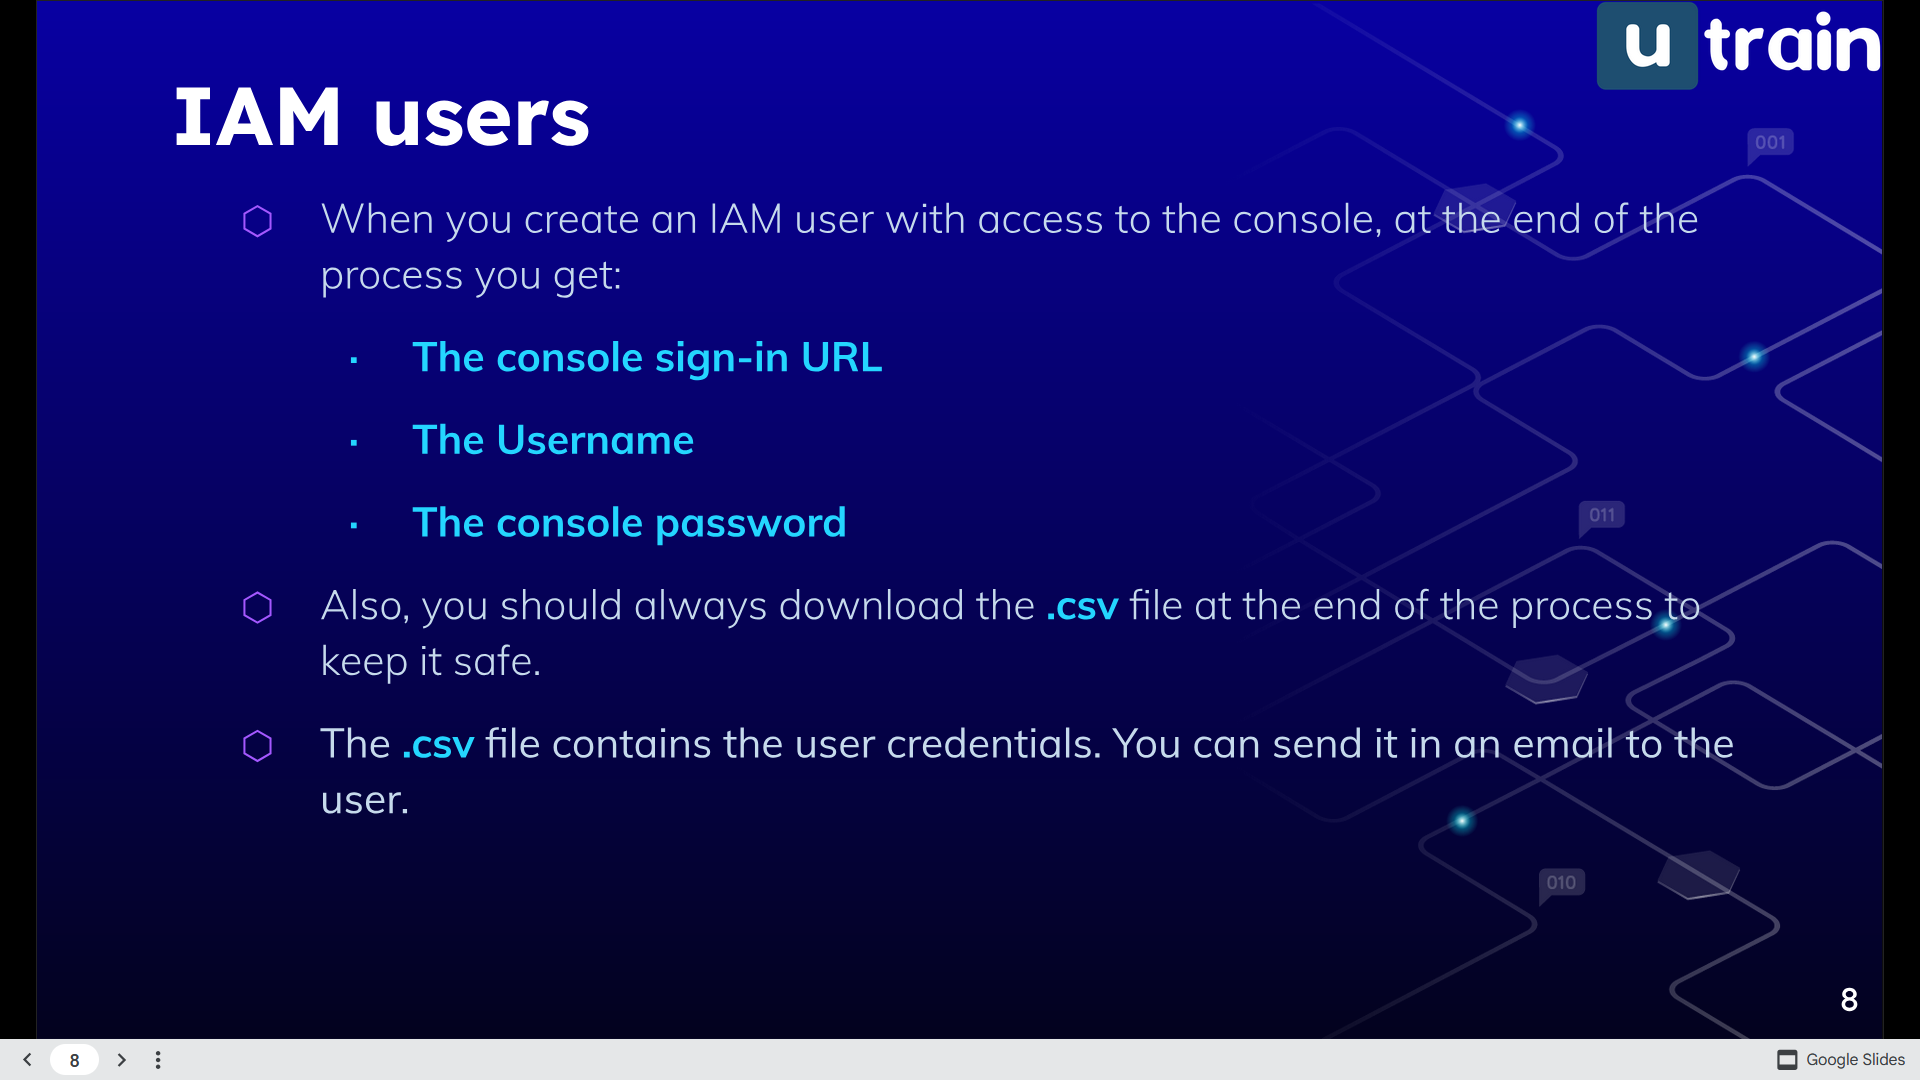 u train
IAM users
001
When you create an IAM user with access to the console, at the end of the
process you get:
· The console sign-in URL
· The Username
· The console password
011
Also, you should always download the .csv file at the end of the process to
keep it safe.
The .csv file contains the user credentials. You can send it in an email to the
user.
010
8
8
Google Slides